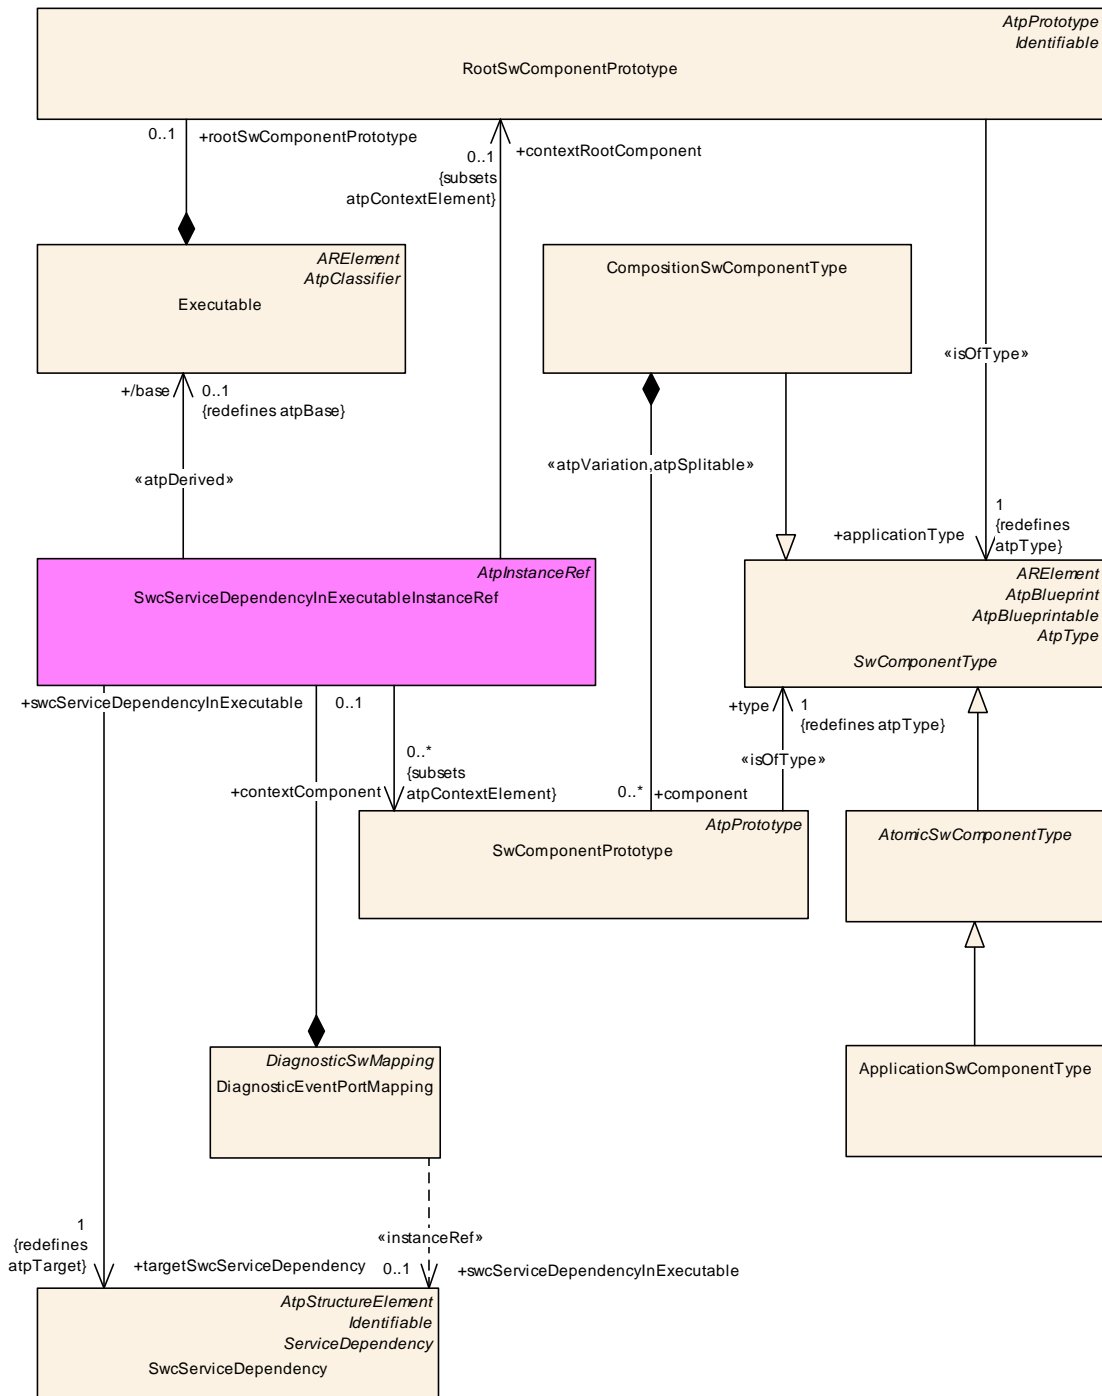 AtpPrototype
Identifiable
RootSwComponentPrototype
0..1
+rootSwComponentPrototype
0..1
{subsets
atpContextElement}
+contextRootComponent
ARElement
AtpClassifier
Executable
CompositionSwComponentType
«isOfType»
+/base
0..1
{redefines atpBase}
«atpDerived»
«atpVariation,atpSplitable»
+applicationType
1
{redefines
atpType}
AtpInstanceRef
SwcServiceDependencyInExecutableInstanceRef
ARElement
AtpBlueprint
AtpBlueprintable
AtpType
SwComponentType
+swcServiceDependencyInExecutable
0..1
+type
1
{redefines atpType}
«isOfType»
+contextComponent
0..*
{subsets
atpContextElement}
0..*
+component
AtpPrototype
SwComponentPrototype
AtomicSwComponentType
DiagnosticSwMapping
DiagnosticEventPortMapping
ApplicationSwComponentType
1
{redefines
atpTarget}
+targetSwcServiceDependency
«instanceRef»
0..1
+swcServiceDependencyInExecutable
AtpStructureElement
Identifiable
ServiceDependency
SwcServiceDependency